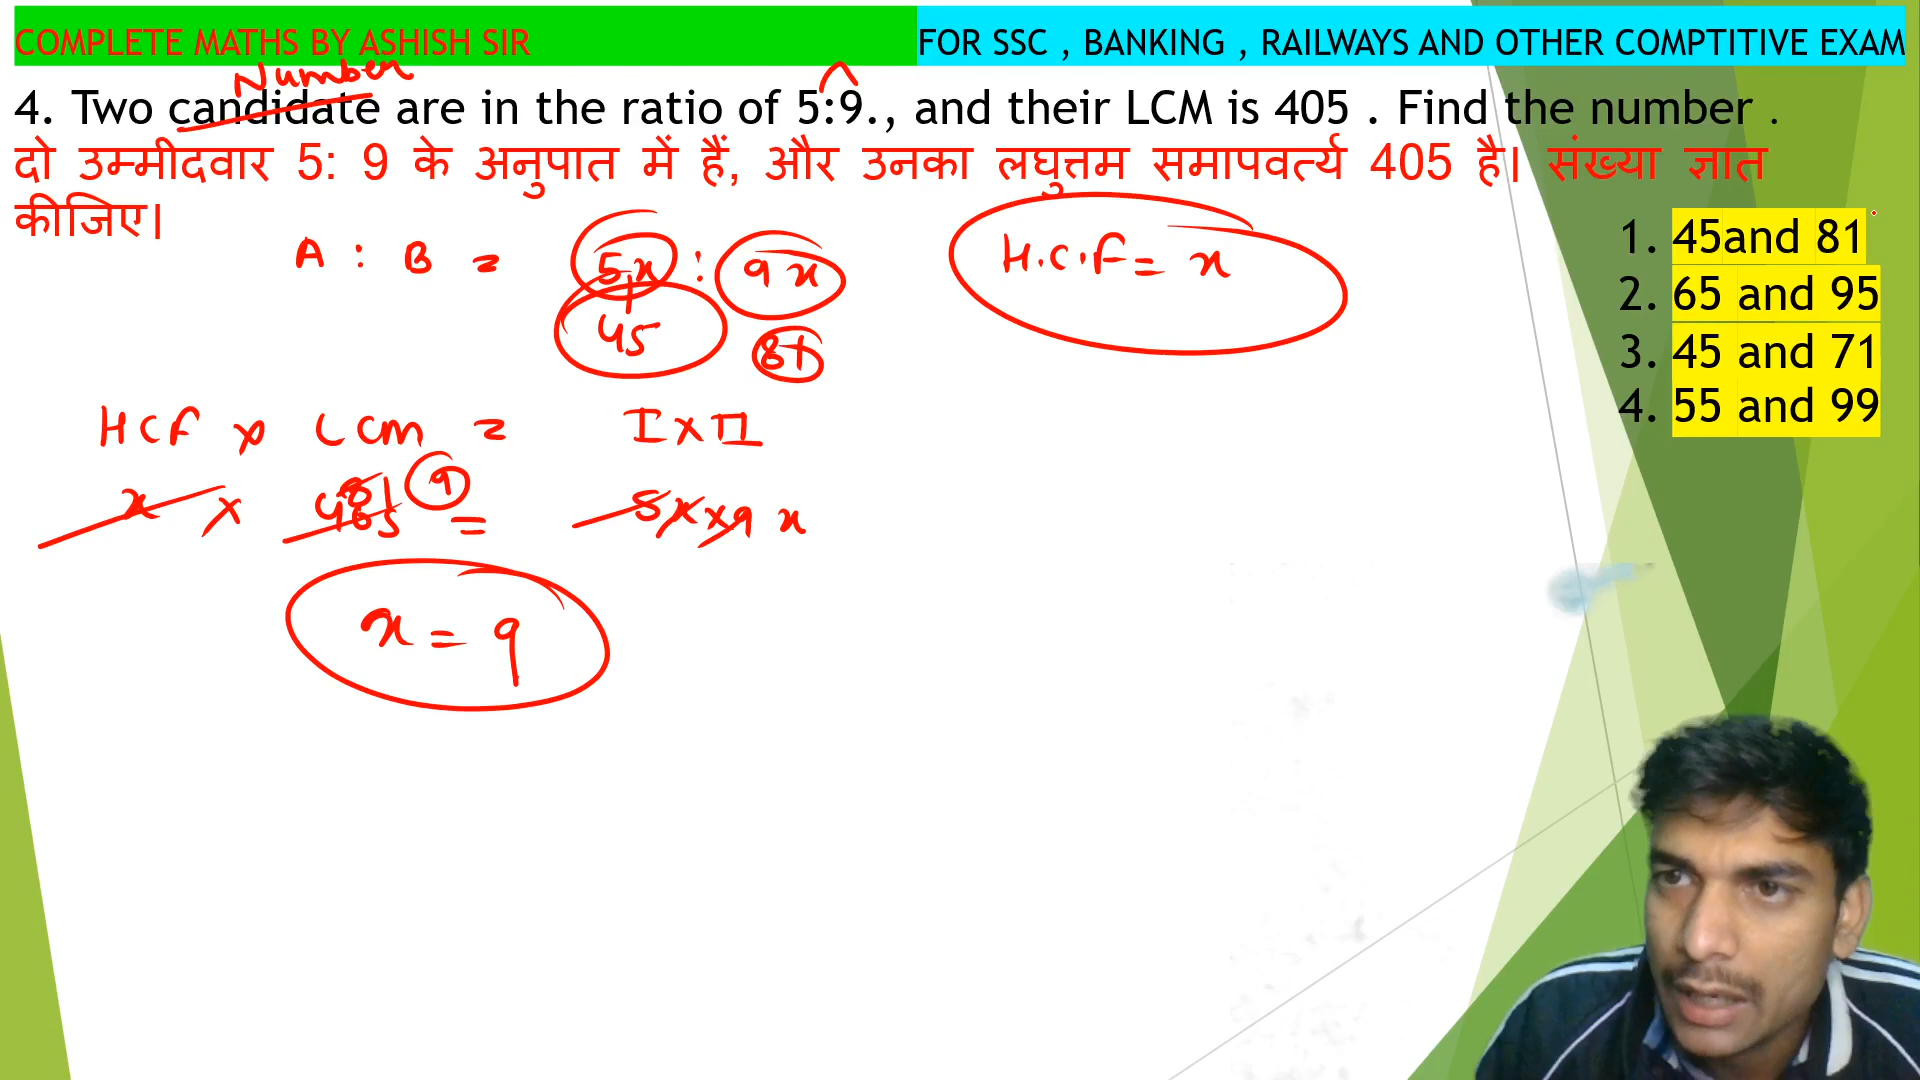 COMPLETE MATHS BY ASHISH SIR
FOR SSC , BANKING , RAILWAYS AND OTHER COMPTITIVE EXAM
Number
4. Two candidate are in the ratio of 5:9., and their LCM is 405 . Find the number .
दो उम्मीदवार 5: 9 के अनुपात में हैं, और उनका लघुत्तम समापवर्त्य 405 है। संख्या ज्ञात
कीजिए।
1. 45and 81
2. 65 and 95
3. 45 and 71
4. 55 and 99
A : B = 5x : 9x
45 81
H.C.F = x
HCF x LCM = I x II
81 9
x x 405 = 5x x 9x
x = 9